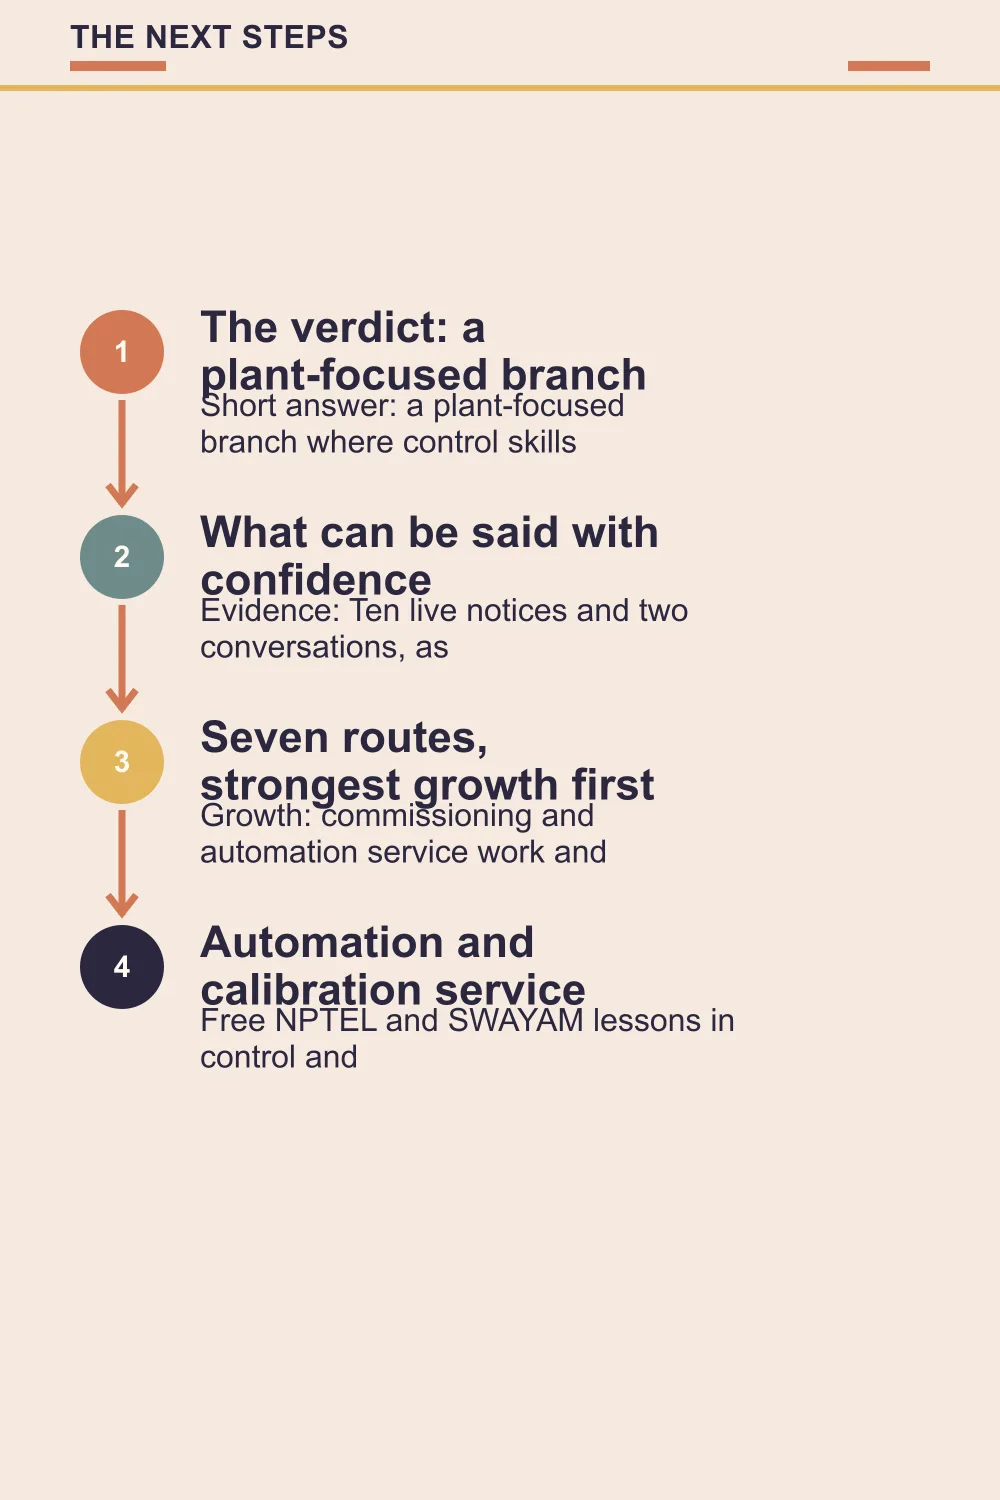 THE NEXT STEPS
1
The verdict: a
plant-focused branch
Short answer: a plant-focused
branch where control skills
2
What can be said with
confidence
Evidence: Ten live notices and two
conversations, as
3
Seven routes,
strongest growth first
Growth: commissioning and
automation service work and
4
Automation and
calibration service
Free NPTEL and SWAYAM lessons in
control and